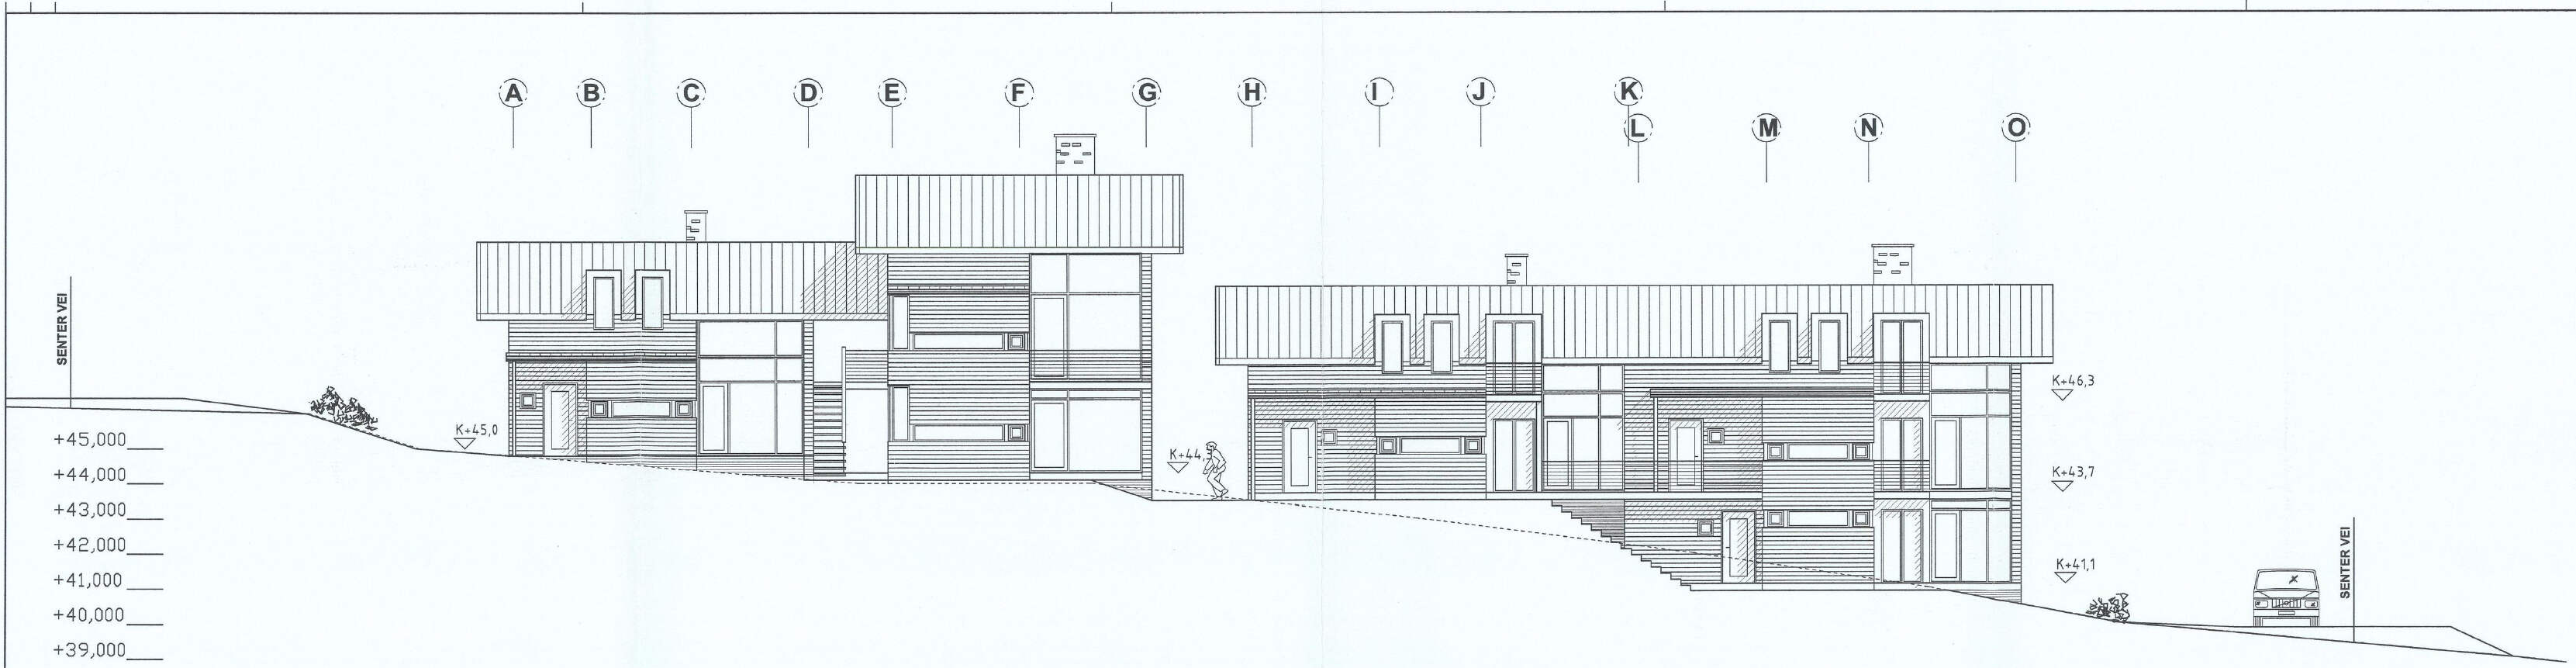 A B C D E F G H I J K
L M N O
SENTER VEI
K+46,3
K+45,0
+45,000
K+44,
+44,000
K+43,7
+43,000
+42,000
SENTER VEI
+41,000
K+41,1
+40,000
+39,000